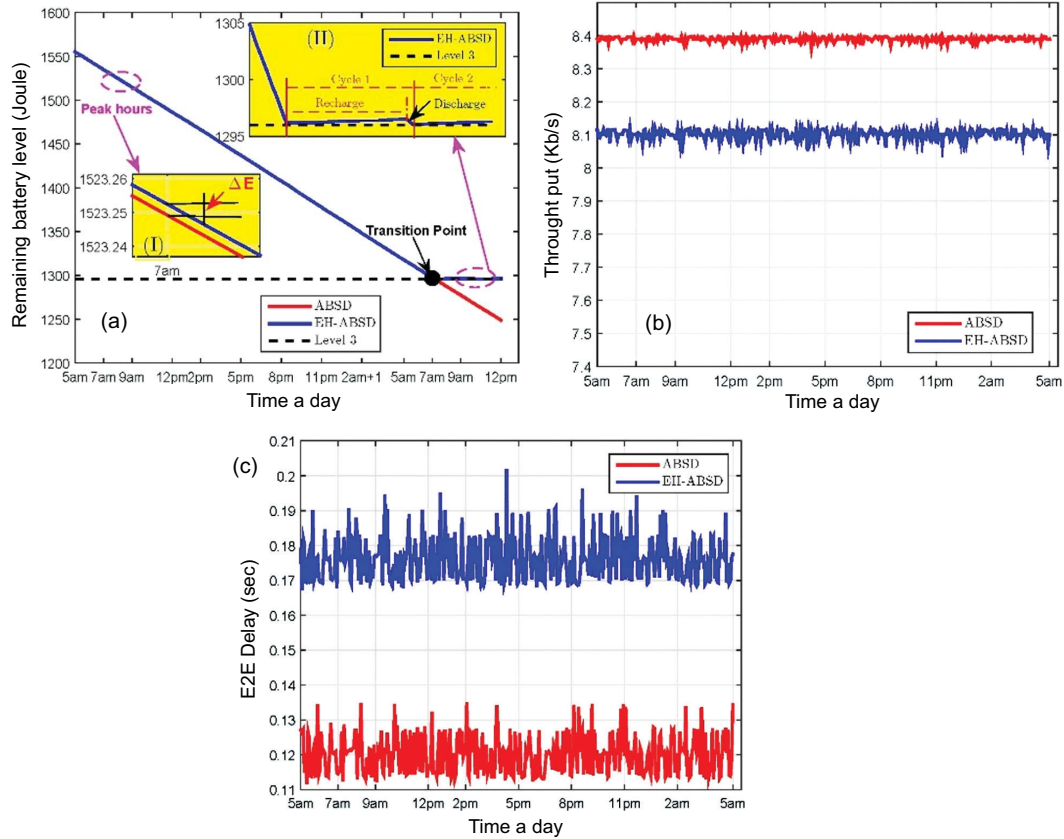 (a)
Remaining battery level (Joule)
1600
1550
1500
1450
1400
1350
1300
1250
1200
Peak hours
1305
1300
1295
(II)
EH-ABSD
Level 3
Cycle 1
Cycle 2
Recharge
Discharge
1523.26
1523.25
1523.24
ΔE
(I)
7am
Transition Point
ABSD
EH-ABSD
Level 3
5am 7am 9am 12pm 2pm 5pm 8pm 11pm 2am+1 5am 7am 9am 12pm
Time a day
(b)
Throught put (Kb/s)
8.4
8.3
8.2
8.1
8
7.9
7.8
7.7
7.6
7.5
7.4
ABSD
EH-ABSD
5am 7am 9am 12pm 2pm 5pm 8pm 11pm 2am 5am
Time a day
(c)
E2E Delay (sec)
0.21
0.2
0.19
0.18
0.17
0.16
0.15
0.14
0.13
0.12
0.11
ABSD
EH-ABSD
5am 7am 9am 12pm 2pm 5pm 8pm 11pm 2am 5am
Time a day